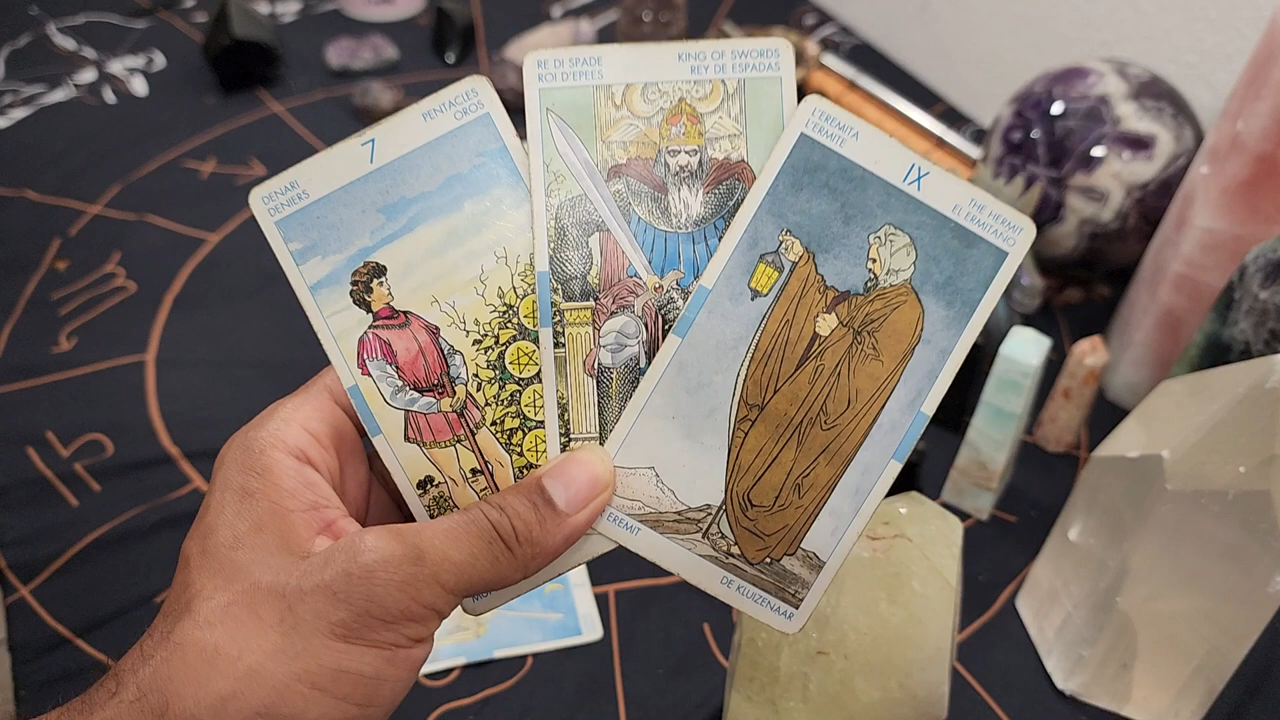 7
PENTACLES
OROS
DENARI
DENIERS
RE DI SPADE
ROI D'EPEES
KING OF SWORDS
REY DE ESPADAS
L'EREMITA
L'ERMITE
IX
THE HERMIT
EL ERMITAÑO
EREMIT
DE KLUIZENAAR